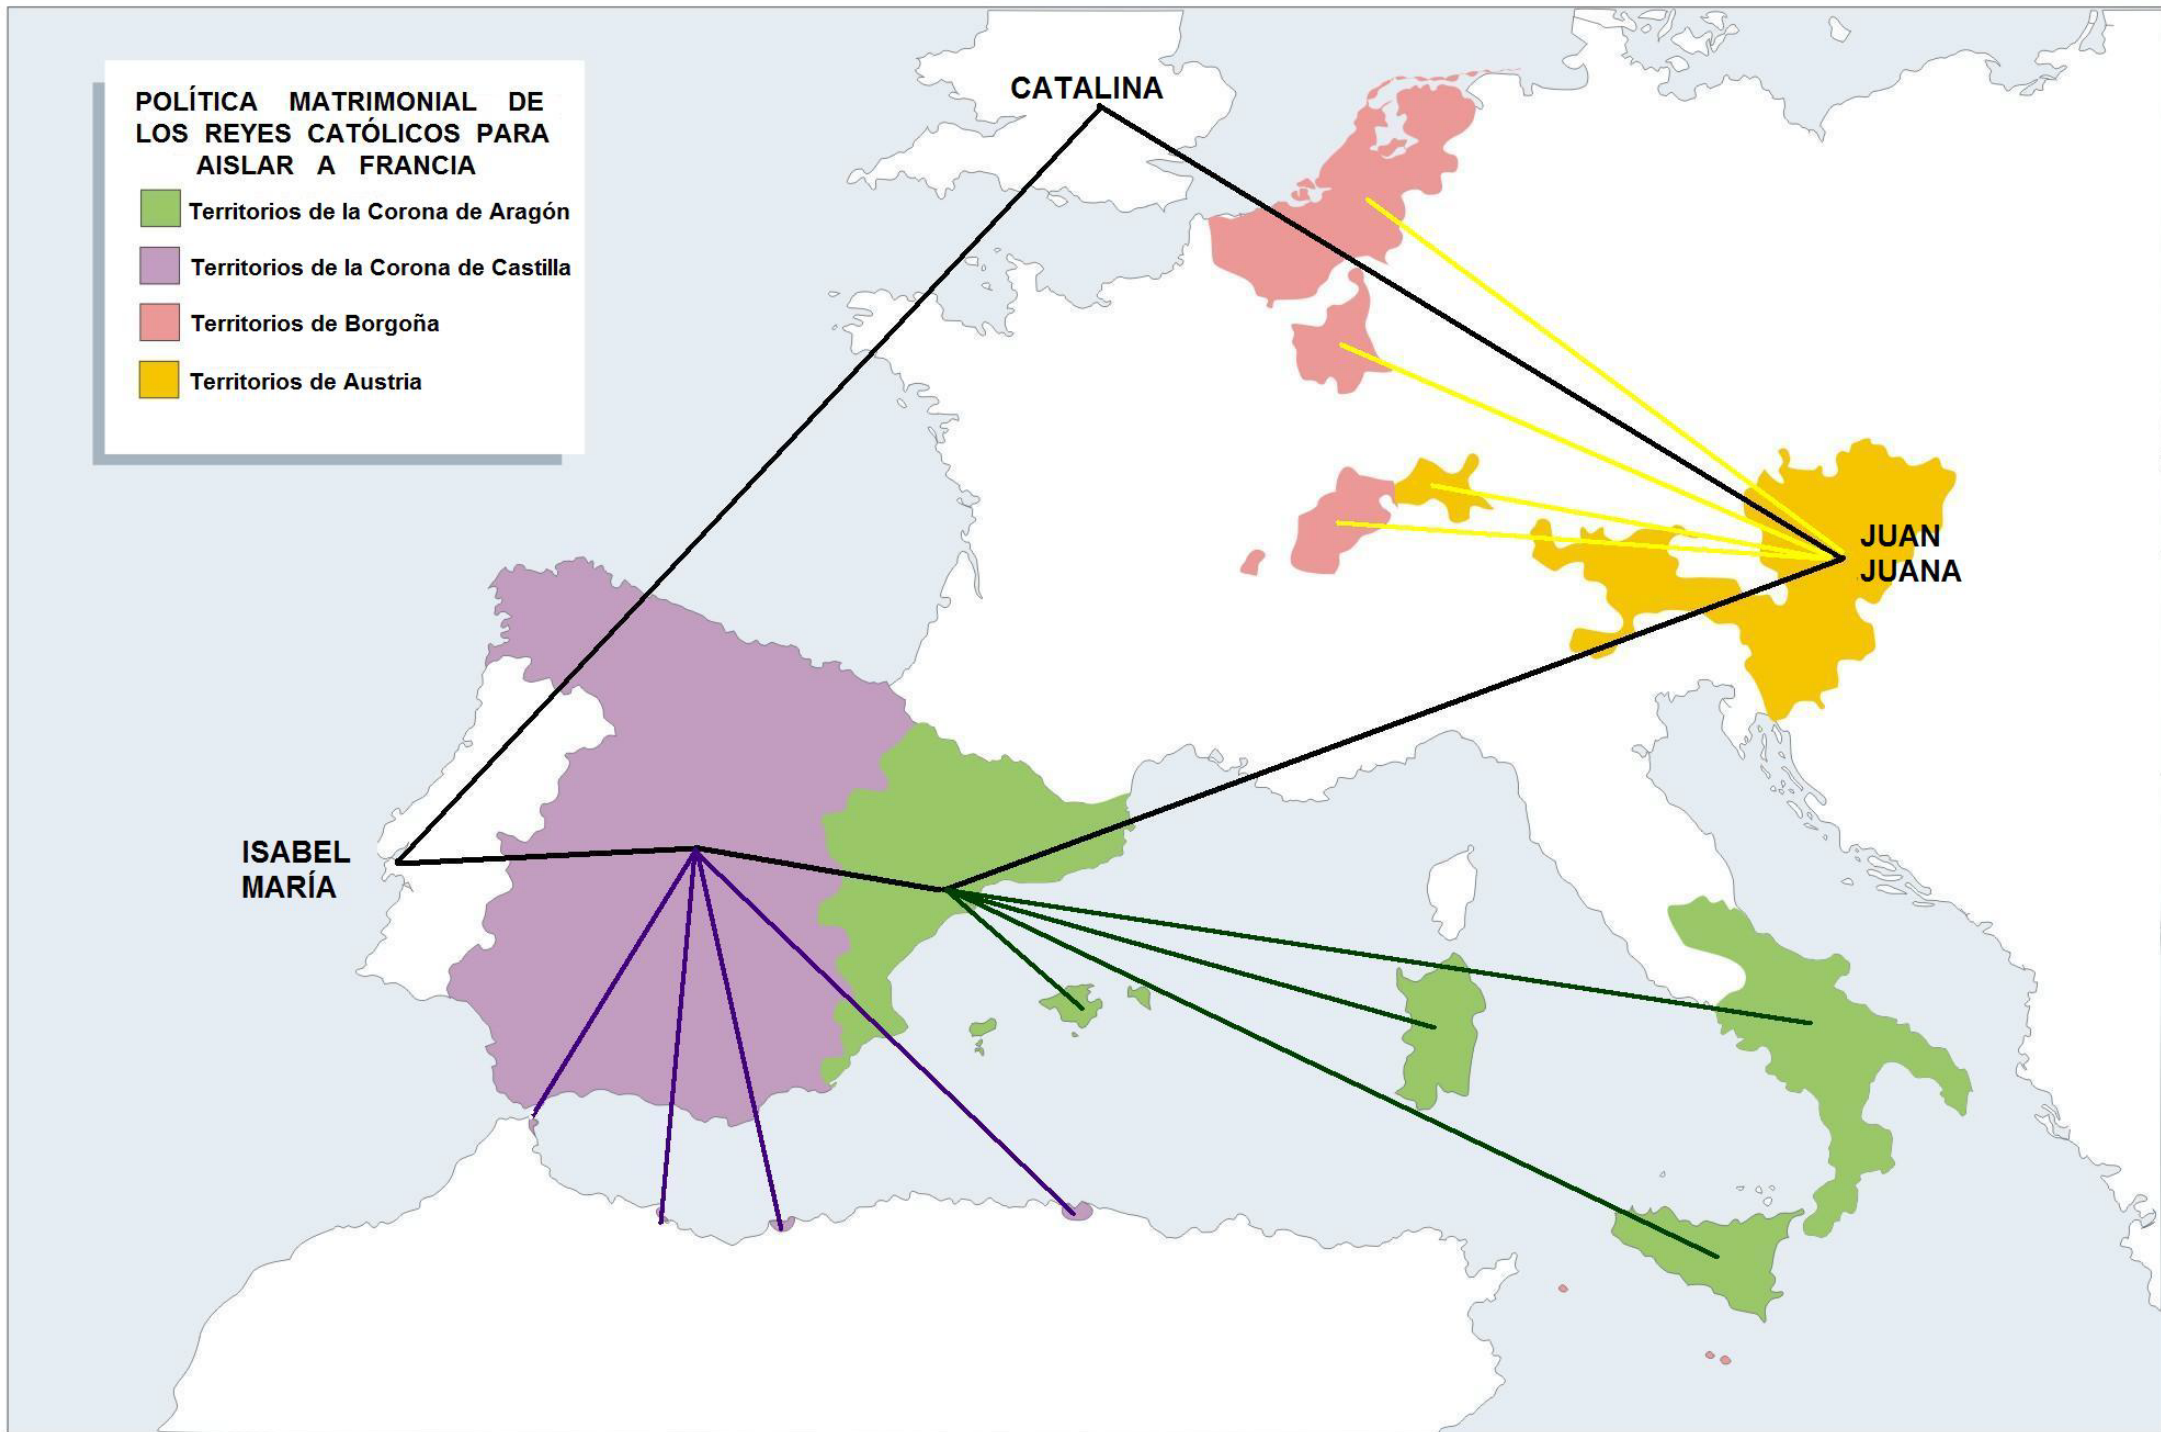 POLÍTICA MATRIMONIAL DE
LOS REYES CATÓLICOS PARA
AISLAR A FRANCIA
Territorios de la Corona de Aragón
Territorios de la Corona de Castilla
Territorios de Borgoña
Territorios de Austria
CATALINA
JUAN
JUANA
ISABEL
MARÍA